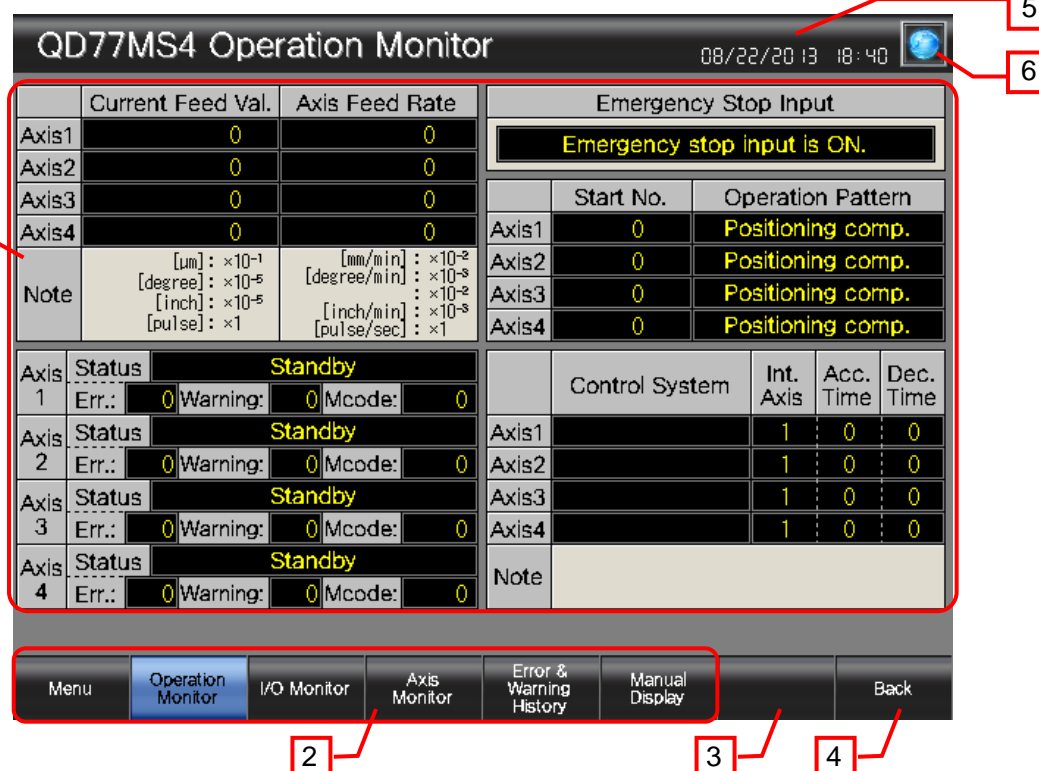 5
QD77MS4 Operation Monitor
08/22/2013 18:40
6
Current Feed Val. Axis Feed Rate
Axis1 0 0
Axis2 0 0
Axis3 0 0
Axis4 0 0
Note
[µm] : ×10⁻¹
[degree] : ×10⁻⁵
[inch] : ×10⁻⁵
[pulse] : ×1
[mm/min] : ×10⁻²
[degree/min] : ×10⁻³
: ×10⁻²
[inch/min] : ×10⁻³
[pulse/sec] : ×1
Emergency Stop Input
Emergency stop input is ON.
Start No. Operation Pattern
Axis1 0 Positioning comp.
Axis2 0 Positioning comp.
Axis3 0 Positioning comp.
Axis4 0 Positioning comp.
Axis 1 Status Standby
Err.: 0 Warning: 0 Mcode: 0
Axis 2 Status Standby
Err.: 0 Warning: 0 Mcode: 0
Axis 3 Status Standby
Err.: 0 Warning: 0 Mcode: 0
Axis 4 Status Standby
Err.: 0 Warning: 0 Mcode: 0
Control System Int. Axis Acc. Time Dec. Time
Axis1 1 0 0
Axis2 1 0 0
Axis3 1 0 0
Axis4 1 0 0
Note
Menu
Operation
Monitor
I/O Monitor
Axis
Monitor
Error &
Warning
History
Manual
Display
Back
2
3
4